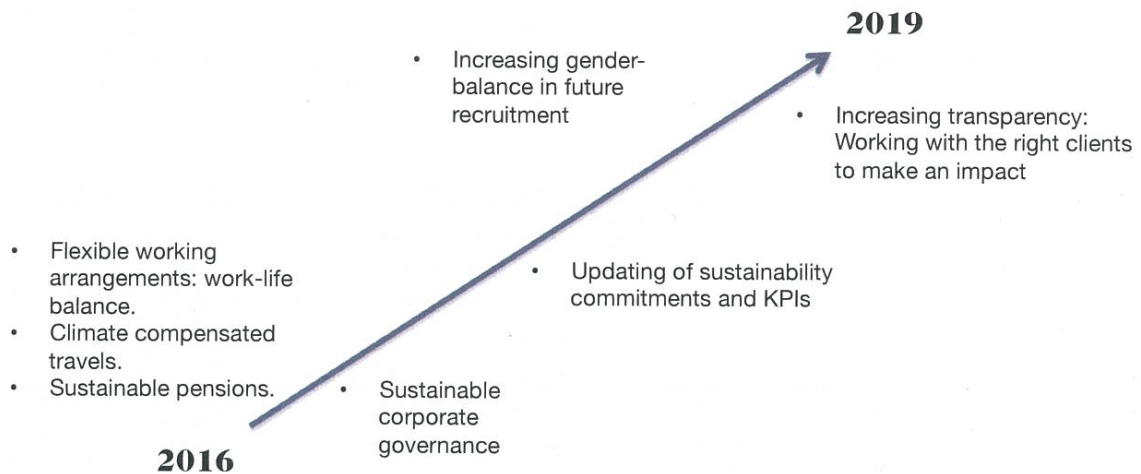 2019
• Increasing gender-
balance in future
recruitment
• Increasing transparency:
Working with the right clients
to make an impact
• Flexible working
arrangements: work-life
balance.
• Climate compensated
travels.
• Sustainable pensions.
• Updating of sustainability
commitments and KPIs
• Sustainable
corporate
governance
2016